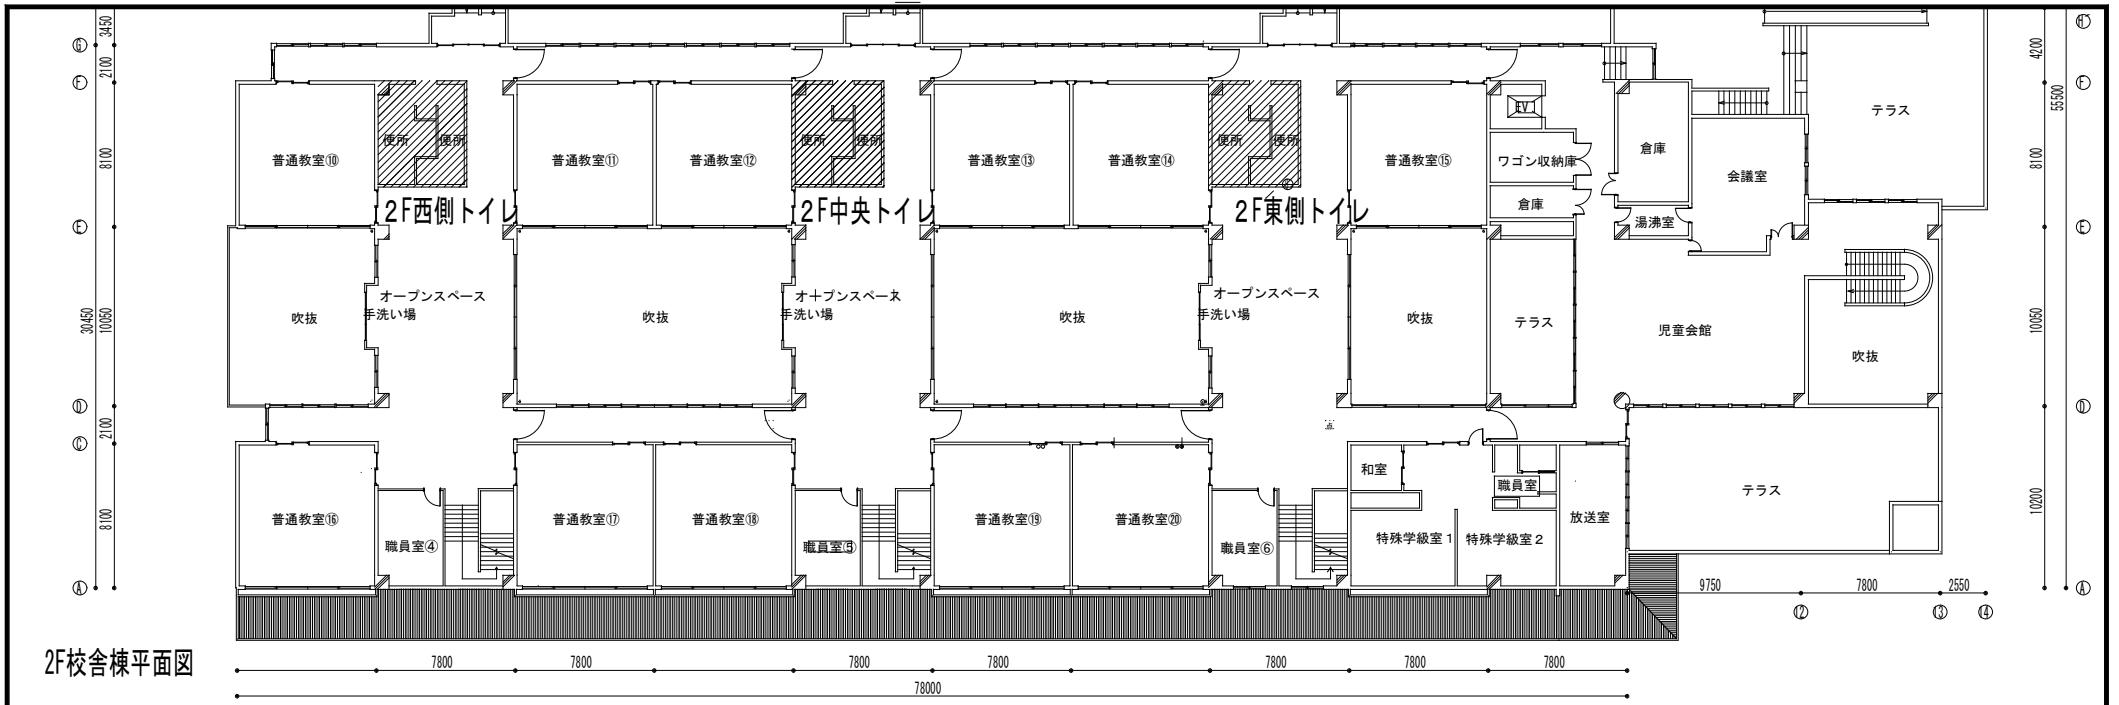 Ⓖ
3450
2100
Ⓕ
8100
Ⓔ
30450
10050
Ⓓ
2100
Ⓒ
8100
Ⓐ
普通教室⑩
便所
便所
普通教室⑪
普通教室⑫
便所
便所
普通教室⑬
普通教室⑭
便所
便所
普通教室⑮
EV
ワゴン収納庫
倉庫
倉庫
会議室
湯沸室
テラス
2F西側トイレ
2F中央トイレ
2F東側トイレ
吹抜
オープンスペース
手洗い場
吹抜
オープンスペース
手洗い場
吹抜
オープンスペース
手洗い場
吹抜
テラス
児童会館
吹抜
普通教室⑯
職員室④
普通教室⑰
普通教室⑱
職員室⑤
普通教室⑲
普通教室⑳
職員室⑥
和室
職員室
特殊学級室1
特殊学級室2
放送室
テラス
Ⓗ
4200
Ⓕ
55500
8100
Ⓔ
10050
Ⓓ
10200
Ⓐ
9750
7800
2550
⑫
⑬
⑭
2F校舎棟平面図
7800
7800
7800
7800
7800
7800
7800
78000